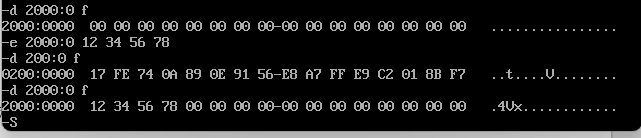 -d 2000:0 f
2000:0000  00 00 00 00 00 00 00 00-00 00 00 00 00 00 00 00   ................
-e 2000:0 12 34 56 78
-d 200:0 f
0200:0000  17 FE 74 0A 89 0E 91 56-E8 A7 FF E9 C2 01 8B F7   ..t....V........
-d 2000:0 f
2000:0000  12 34 56 78 00 00 00 00-00 00 00 00 00 00 00 00   .4Vx............
-S